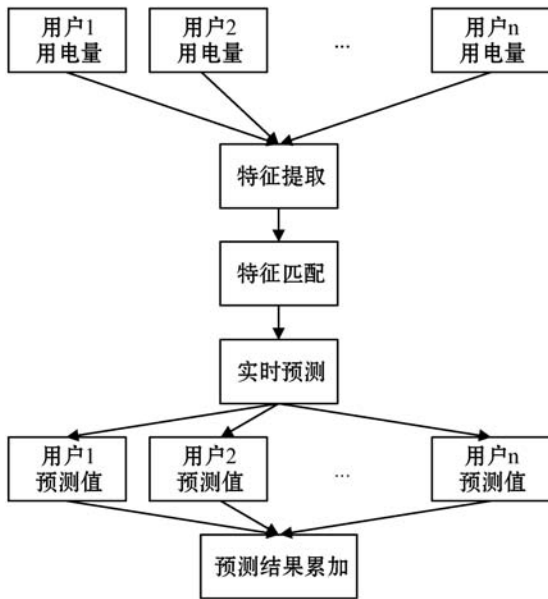 用户1
用电量
用户2
用电量
...
用户n
用电量
特征提取
特征匹配
实时预测
用户1
预测值
用户2
预测值
...
用户n
预测值
预测结果累加